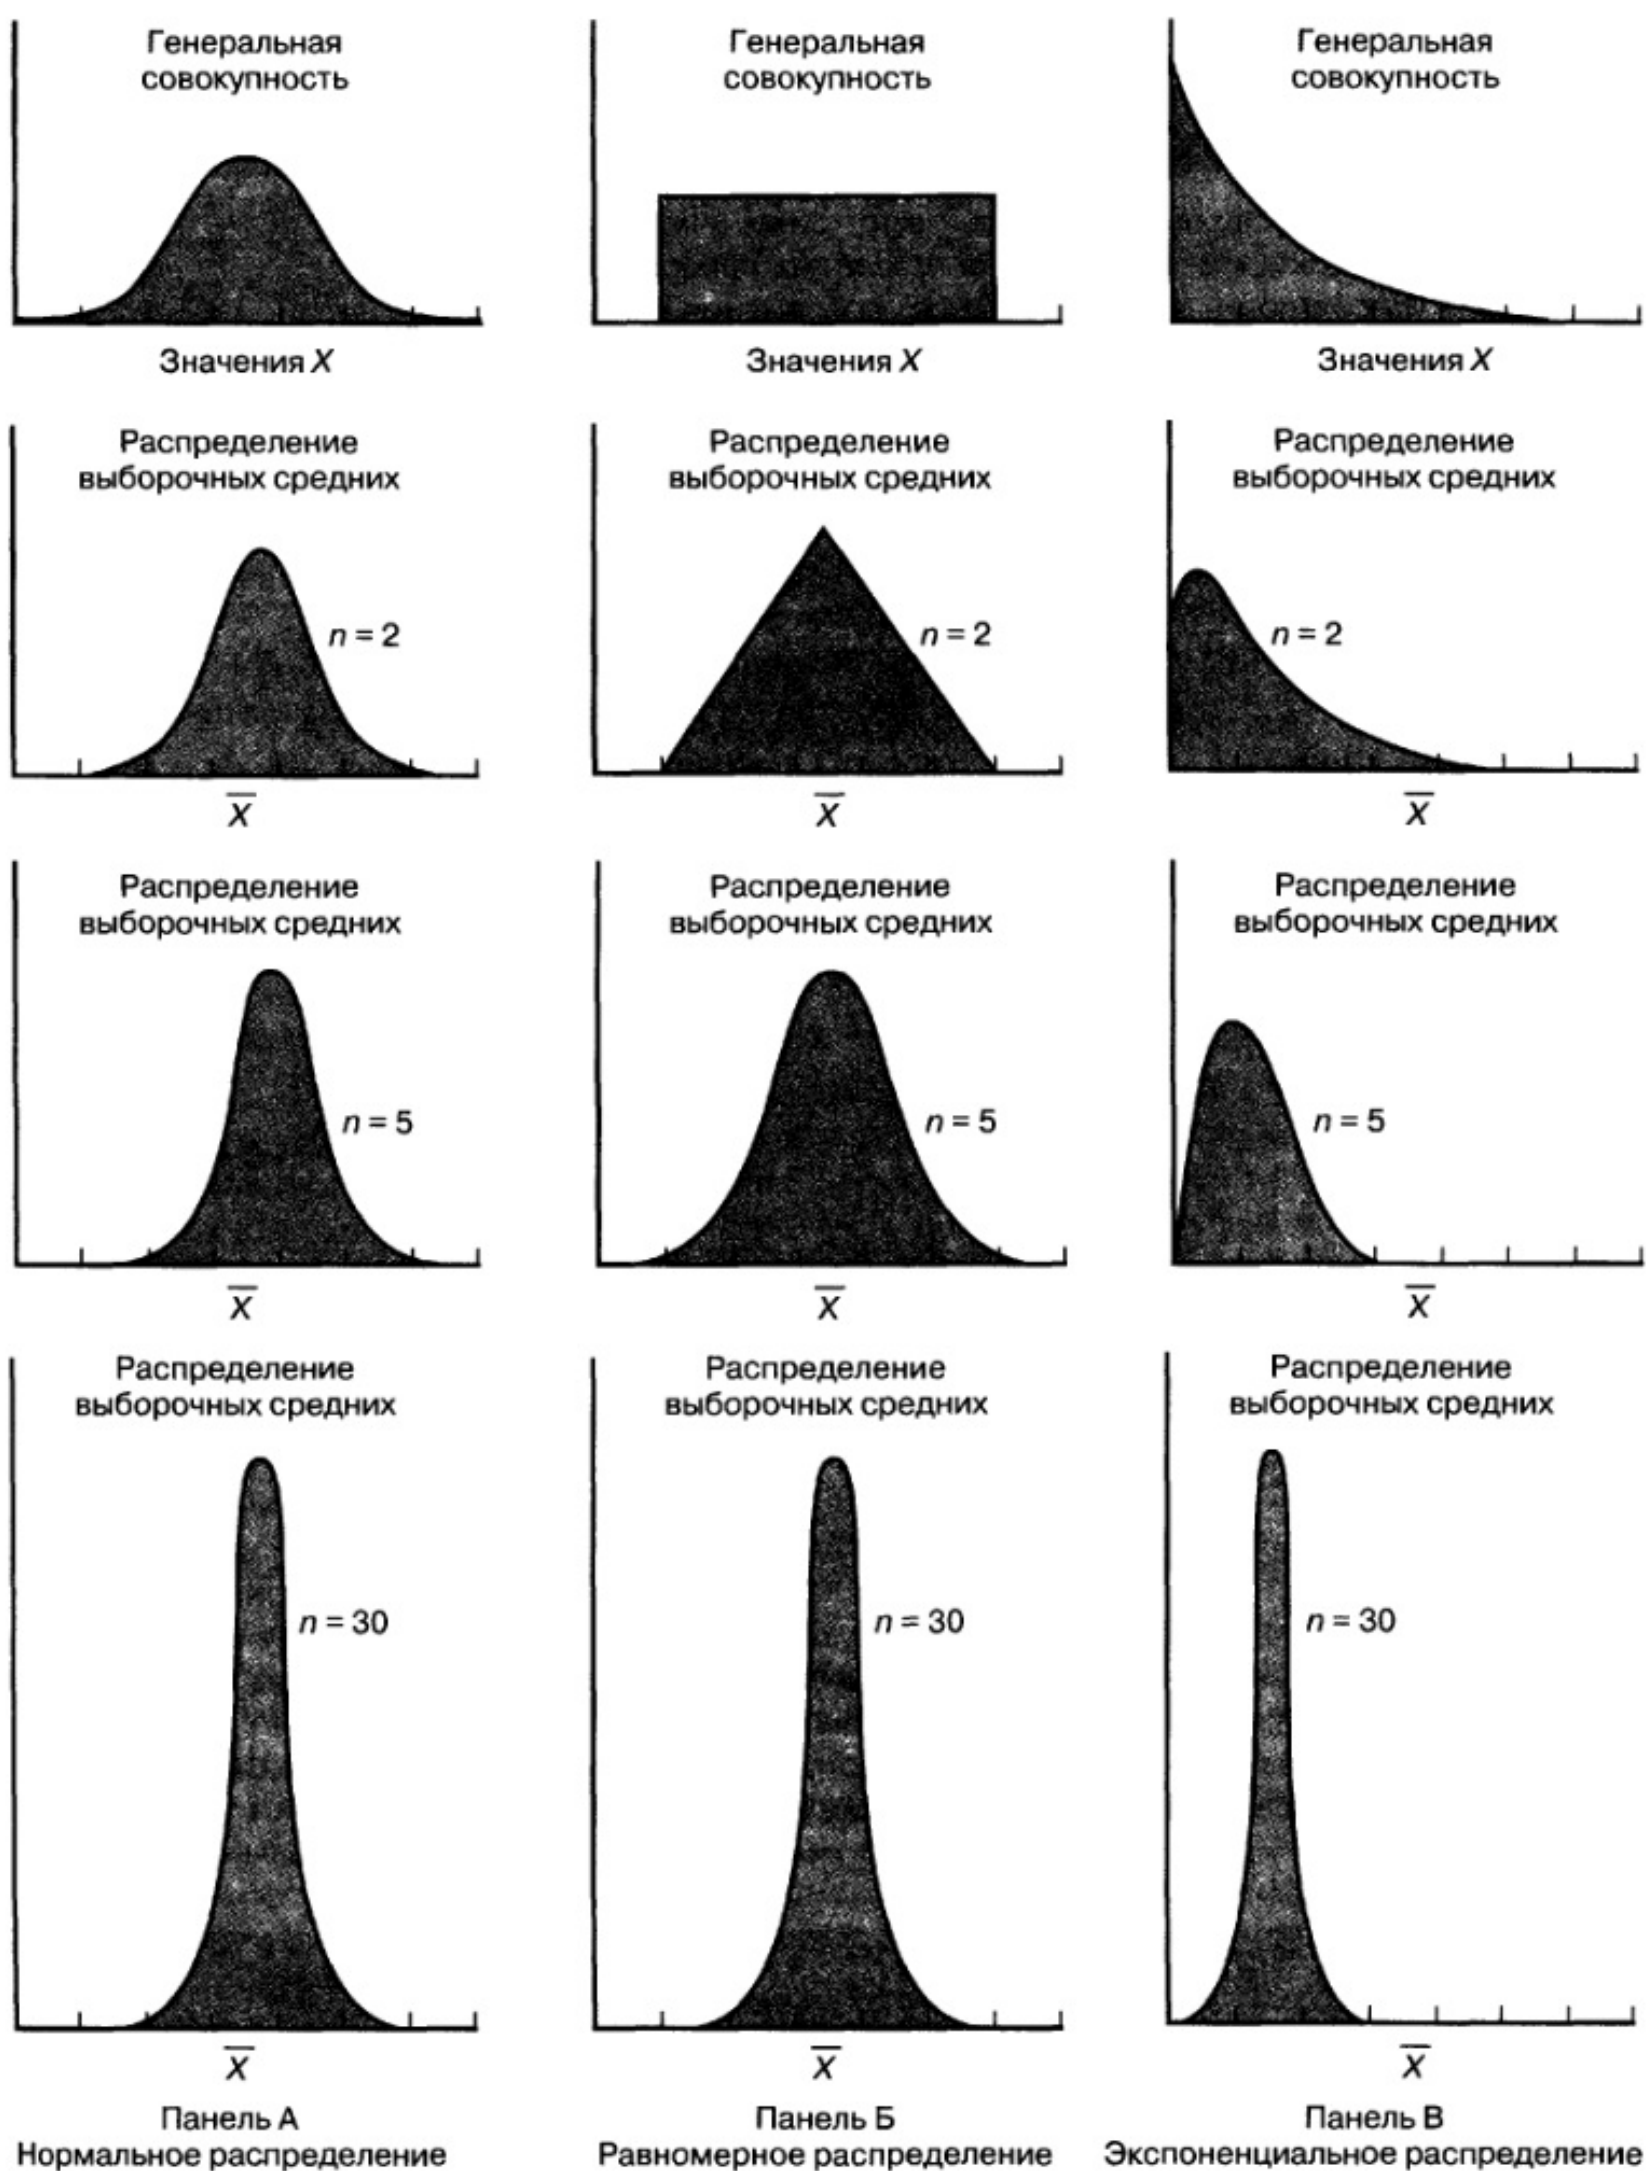 Генеральная
совокупность
Генеральная
совокупность
Генеральная
совокупность
Значения X
Значения X
Значения X
Распределение
выборочных средних
Распределение
выборочных средних
Распределение
выборочных средних
n = 2
n = 2
n = 2
X̅
X̅
X̅
Распределение
выборочных средних
Распределение
выборочных средних
Распределение
выборочных средних
n = 5
n = 5
n = 5
X̅
X̅
X̅
Распределение
выборочных средних
Распределение
выборочных средних
Распределение
выборочных средних
n = 30
n = 30
n = 30
X̅
X̅
X̅
Панель А
Нормальное распределение
Панель Б
Равномерное распределение
Панель В
Экспоненциальное распределение